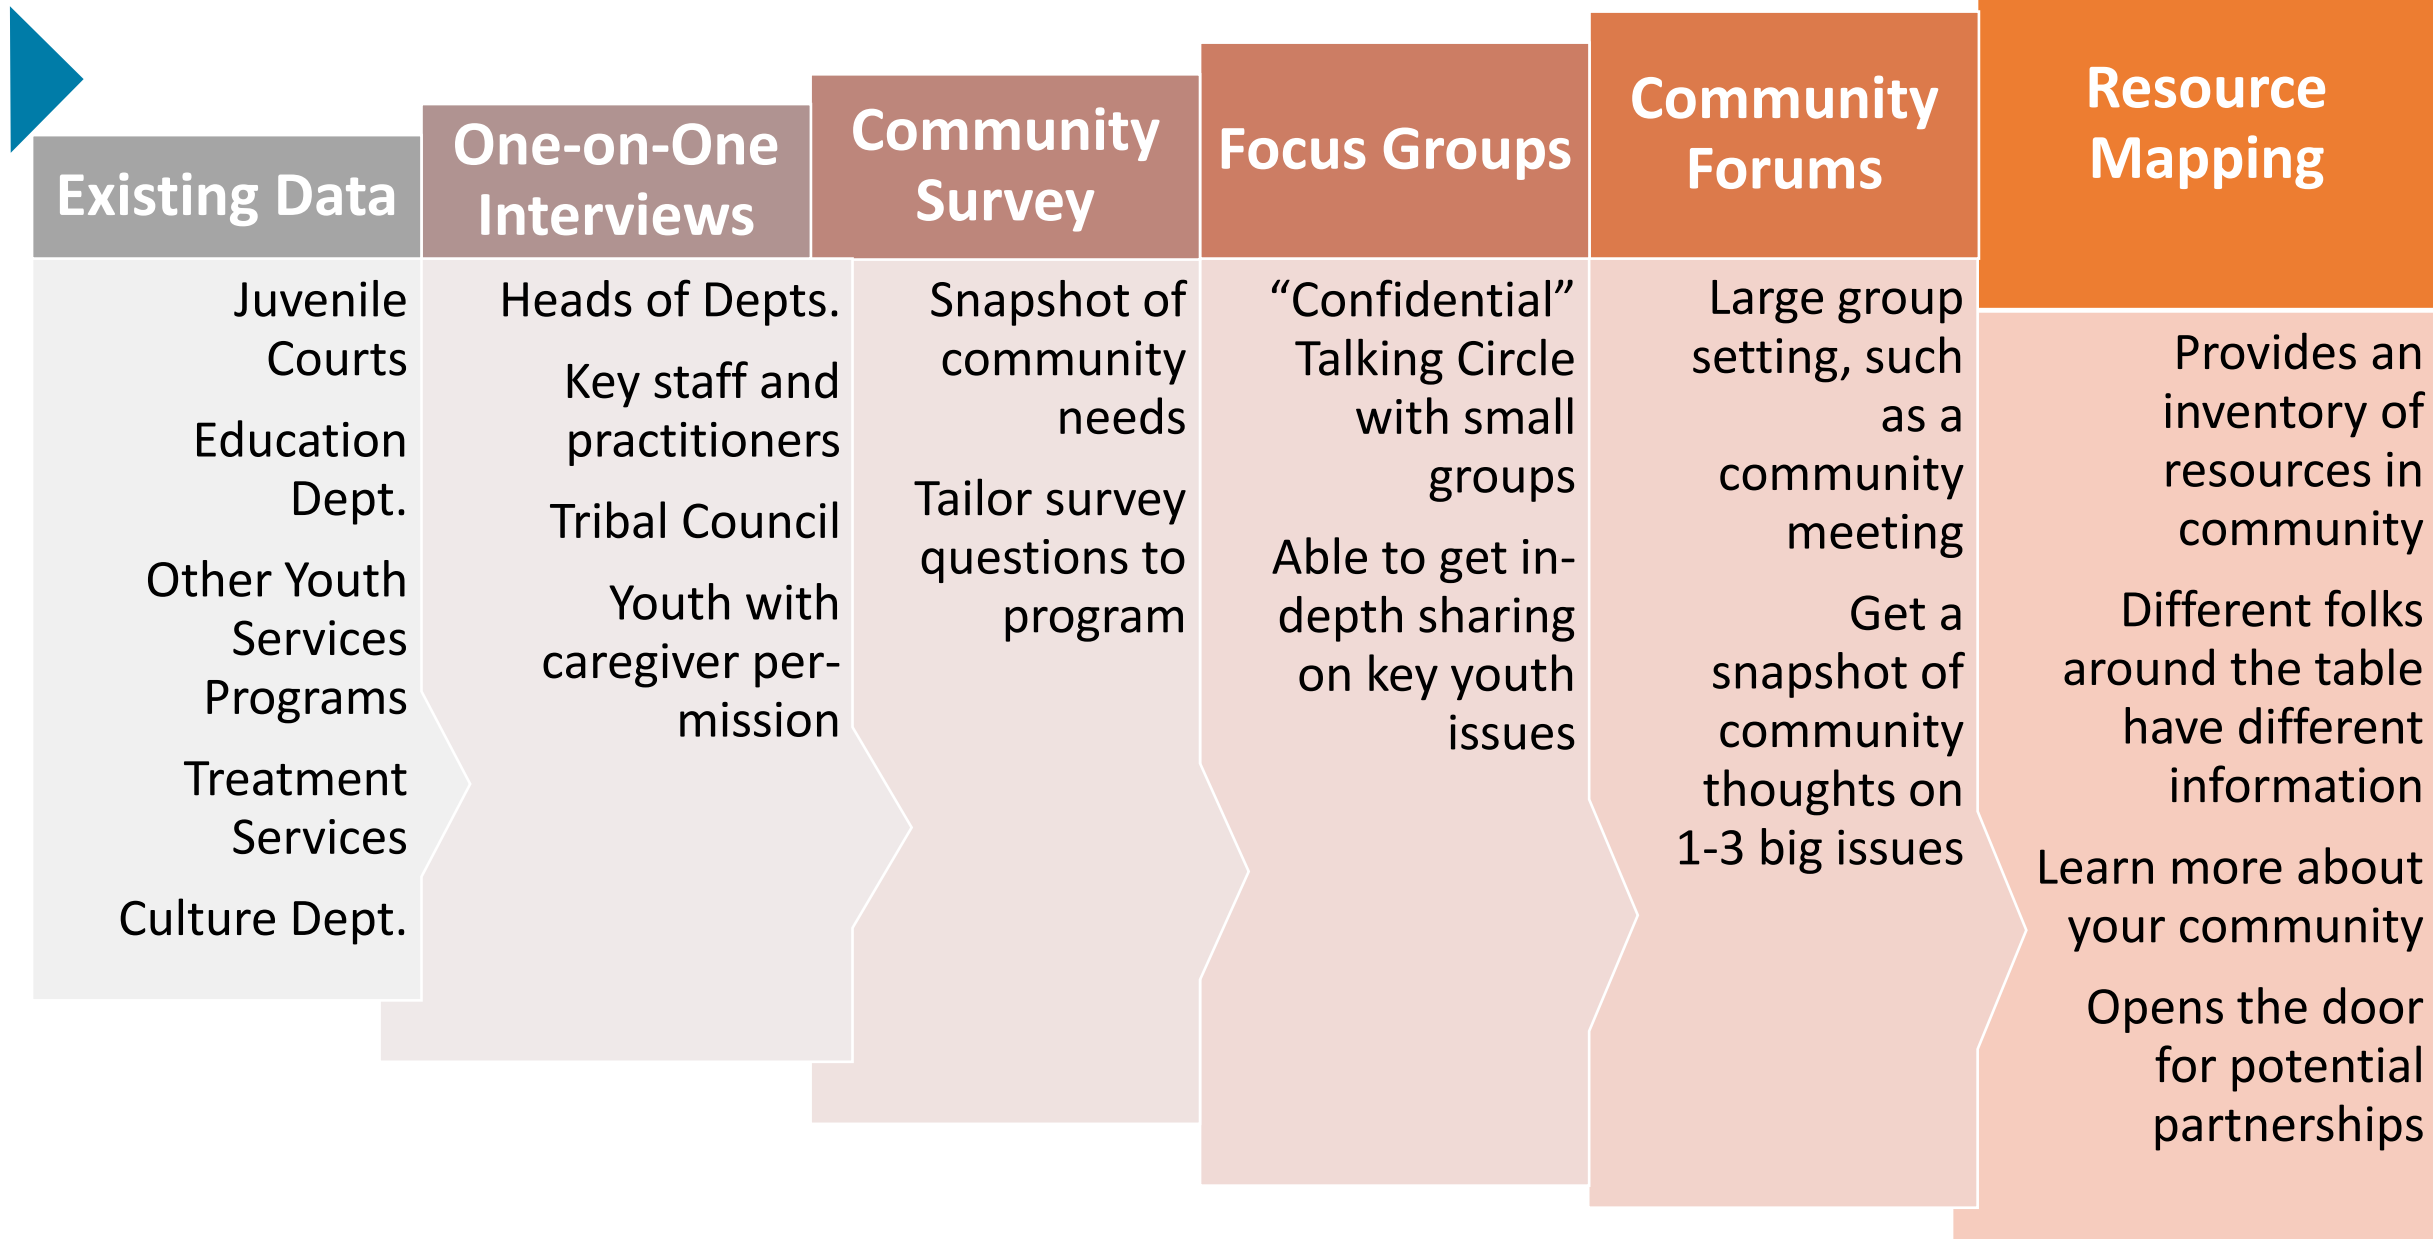 Existing Data
Juvenile
Courts
Education
Dept.
Other Youth
Services
Programs
Treatment
Services
Culture Dept.
One-on-One
Interviews
Heads of Depts.
Key staff and
practitioners
Tribal Council
Youth with
caregiver per-
mission
Community
Survey
Snapshot of
community
needs
Tailor survey
questions to
program
Focus Groups
“Confidential”
Talking Circle
with small
groups
Able to get in-
depth sharing
on key youth
issues
Community
Forums
Large group
setting, such
as a
community
meeting
Get a
snapshot of
community
thoughts on
1-3 big issues
Resource
Mapping
Provides an
inventory of
resources in
community
Different folks
around the table
have different
information
Learn more about
your community
Opens the door
for potential
partnerships